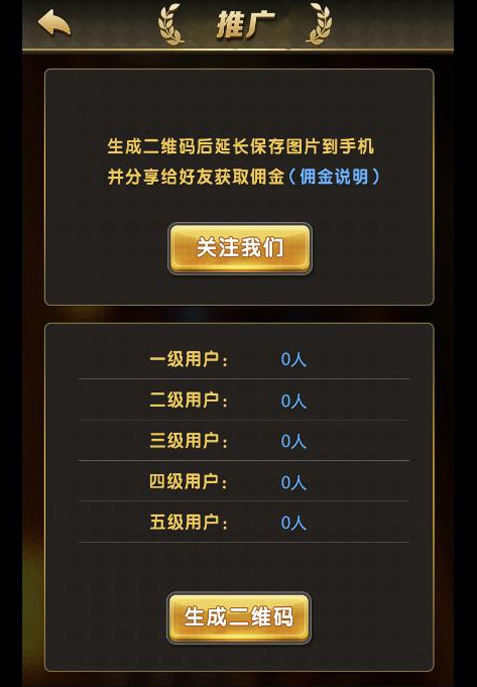 推广
生成二维码后延长保存图片到手机
并分享给好友获取佣金(佣金说明)
关注我们
一级用户: 0人
二级用户: 0人
三级用户: 0人
四级用户: 0人
五级用户: 0人
生成二维码